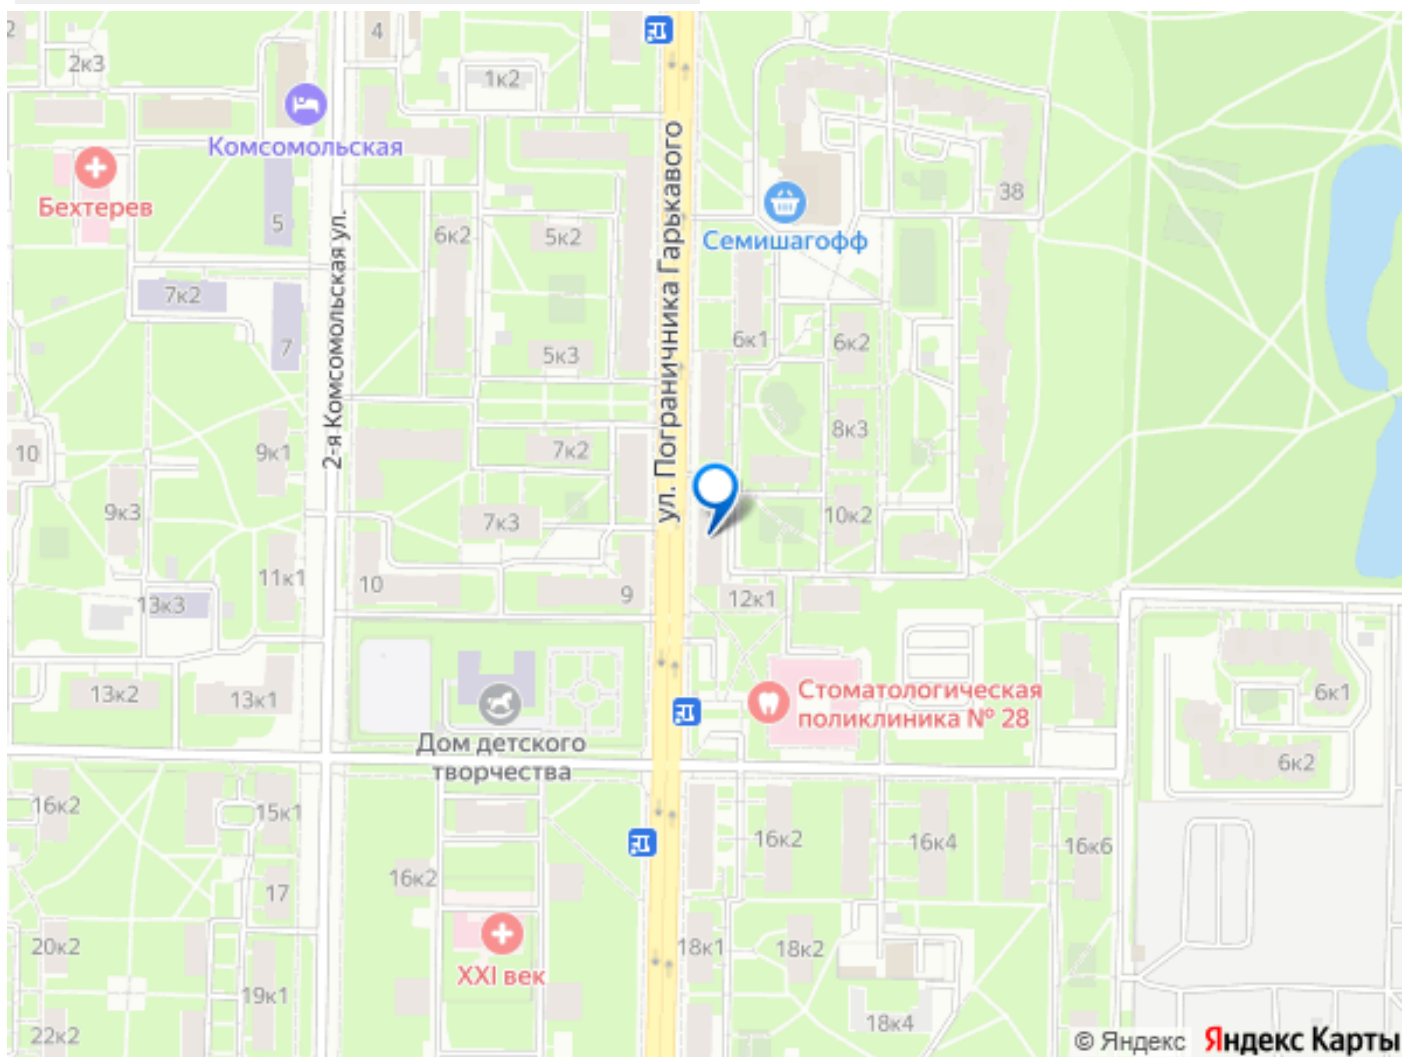 2
4
2к3
1к2
Комсомольская
Бехтерев
5
38
6к2
5к2
Семишагофф
7к2
7
5к3
6к1
6к2
2-я Комсомольская ул.
ул. Пограничника Гарькавого
10
9к1
7к2
8к3
9к3
7к3
10к2
11к1
10
9
12к1
13к3
13к2
13к1
Дом детского
творчества
Стоматологическая
поликлиника № 28
6к1
6к2
16к2
15к1
16к2
16к4
16к6
16к2
17
20к2
XXI век
18к1
18к2
19к1
22к2
18к4
© Яндекс Яндекс Карты